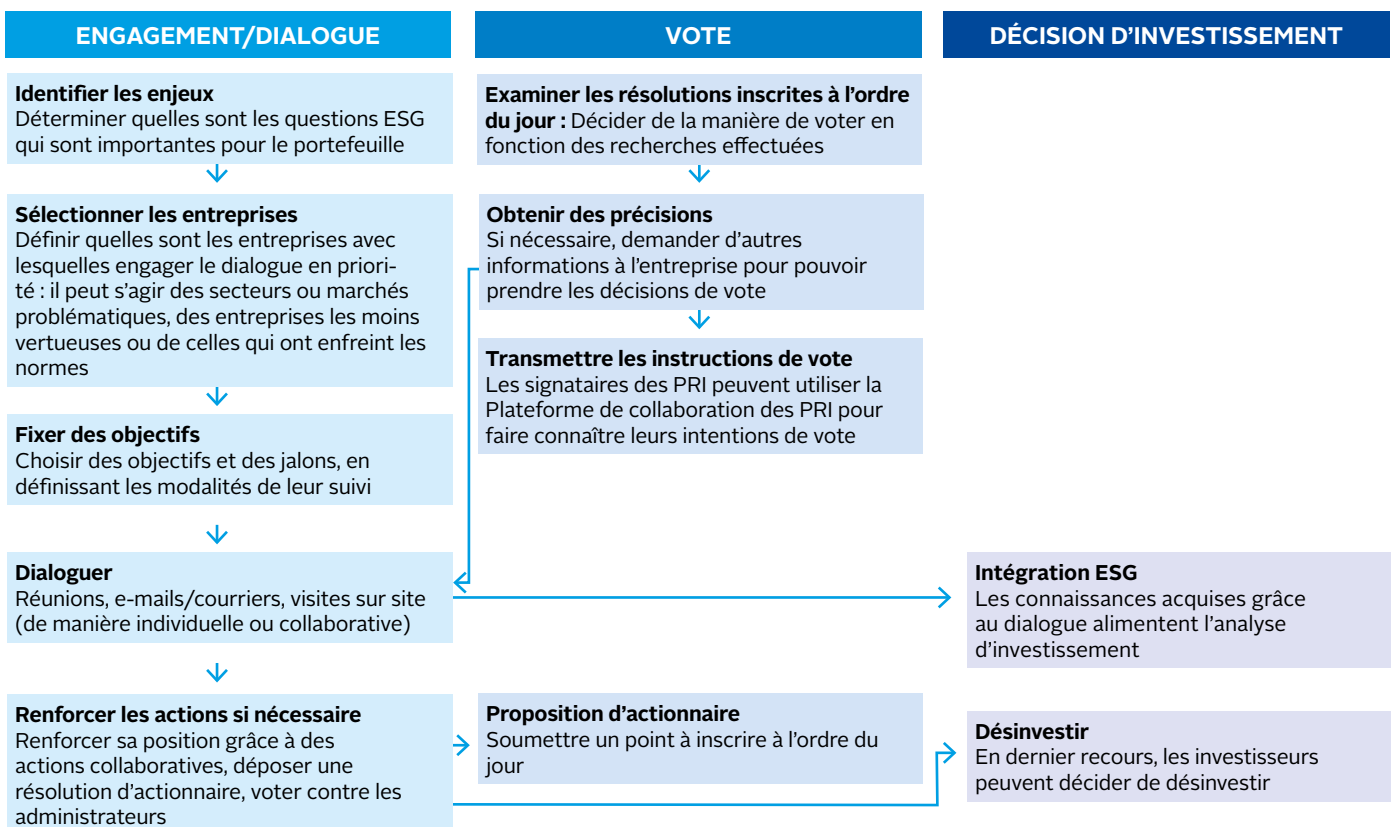 ENGAGEMENT/DIALOGUE
Identifier les enjeux
Déterminer quelles sont les questions ESG
qui sont importantes pour le portefeuille
Sélectionner les entreprises
Définir quelles sont les entreprises avec
lesquelles engager le dialogue en priori-
té : il peut s’agir des secteurs ou marchés
problématiques, des entreprises les moins
vertueuses ou de celles qui ont enfreint les
normes
Fixer des objectifs
Choisir des objectifs et des jalons, en
définissant les modalités de leur suivi
Dialoguer
Réunions, e-mails/courriers, visites sur site
(de manière individuelle ou collaborative)
Renforcer les actions si nécessaire
Renforcer sa position grâce à des
actions collaboratives, déposer une
résolution d’actionnaire, voter contre les
administrateurs
VOTE
Examiner les résolutions inscrites à l’ordre
du jour : Décider de la manière de voter en
fonction des recherches effectuées
Obtenir des précisions
Si nécessaire, demander d’autres
informations à l’entreprise pour pouvoir
prendre les décisions de vote
Transmettre les instructions de vote
Les signataires des PRI peuvent utiliser la
Plateforme de collaboration des PRI pour
faire connaître leurs intentions de vote
Proposition d’actionnaire
Soumettre un point à inscrire à l’ordre du
jour
DÉCISION D’INVESTISSEMENT
Intégration ESG
Les connaissances acquises grâce
au dialogue alimentent l’analyse
d’investissement
Désinvestir
En dernier recours, les investisseurs
peuvent décider de désinvestir